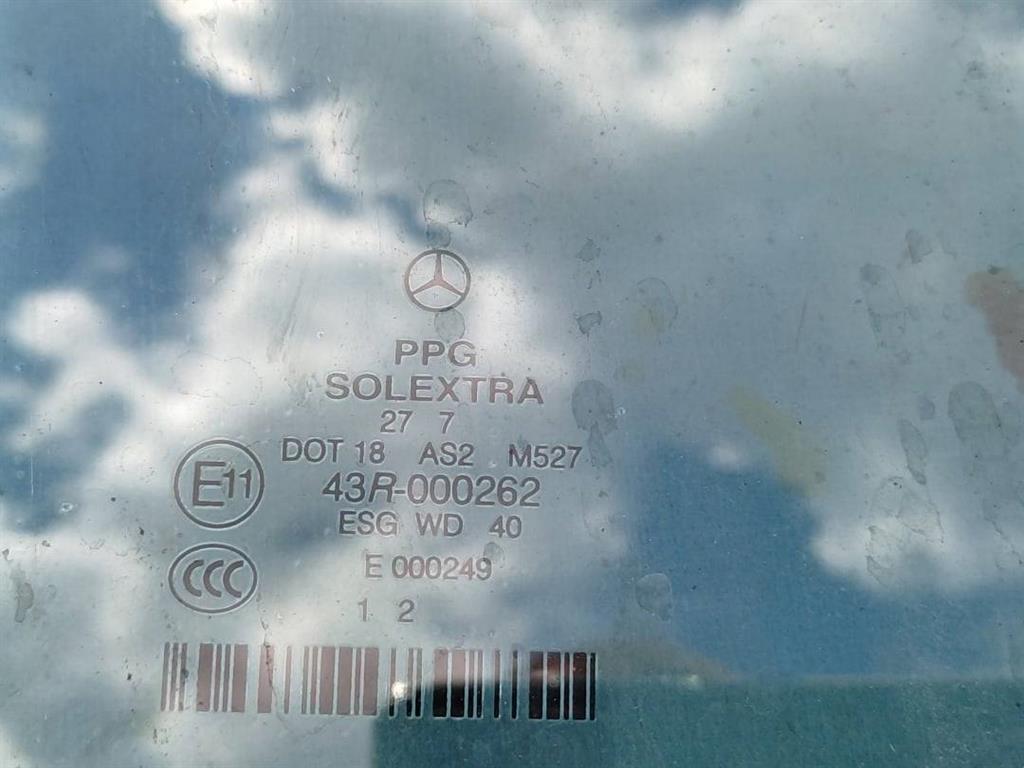 PPG
SOLEXTRA
27 7
DOT 18 AS2 M527
E11 43R-000262
ESG WD 40
CCC E 000249
1 2